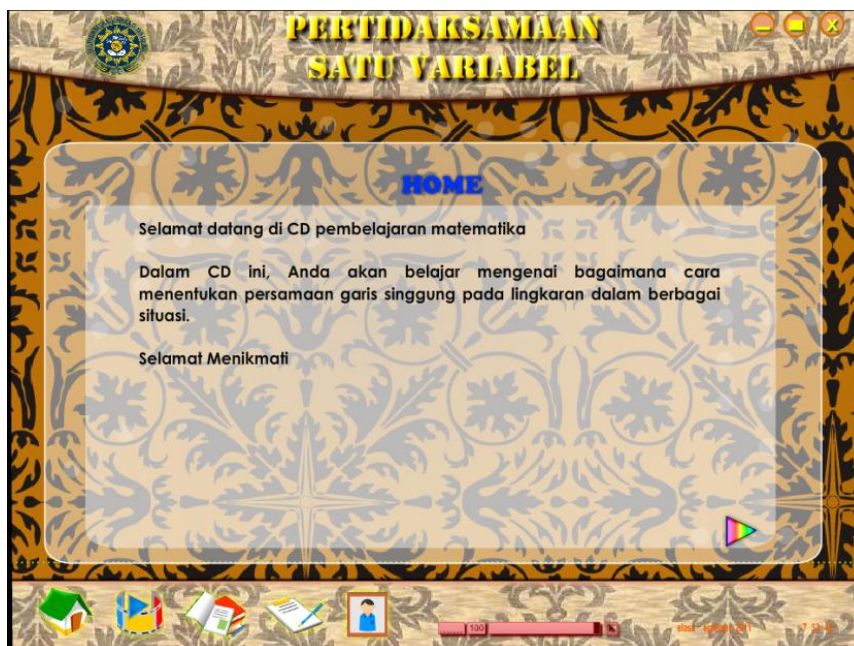 PERTIDAKSAMAAN
SATU VARIABEL
HOME
Selamat datang di CD pembelajaran matematika
Dalam CD ini, Anda akan belajar mengenai bagaimana cara
menentukan persamaan garis singgung pada lingkaran dalam berbagai
situasi.
Selamat Menikmati
100